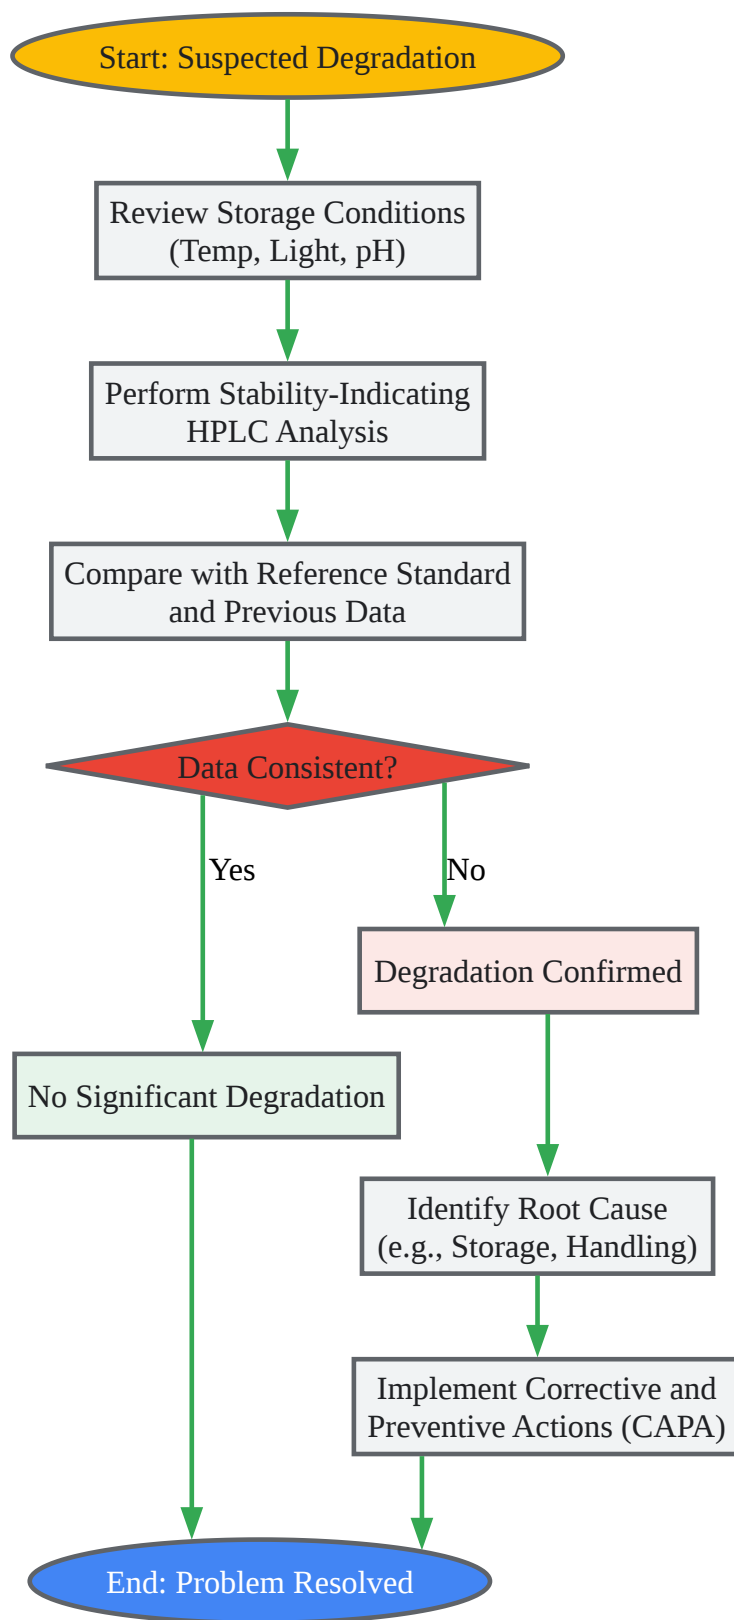 Start: Suspected Degradation
Review Storage Conditions
(Temp, Light, pH)
Perform Stability-Indicating
HPLC Analysis
Compare with Reference Standard
and Previous Data
Data Consistent?
Yes
No
Degradation Confirmed
No Significant Degradation
Identify Root Cause
(e.g., Storage, Handling)
Implement Corrective and
Preventive Actions (CAPA)
End: Problem Resolved